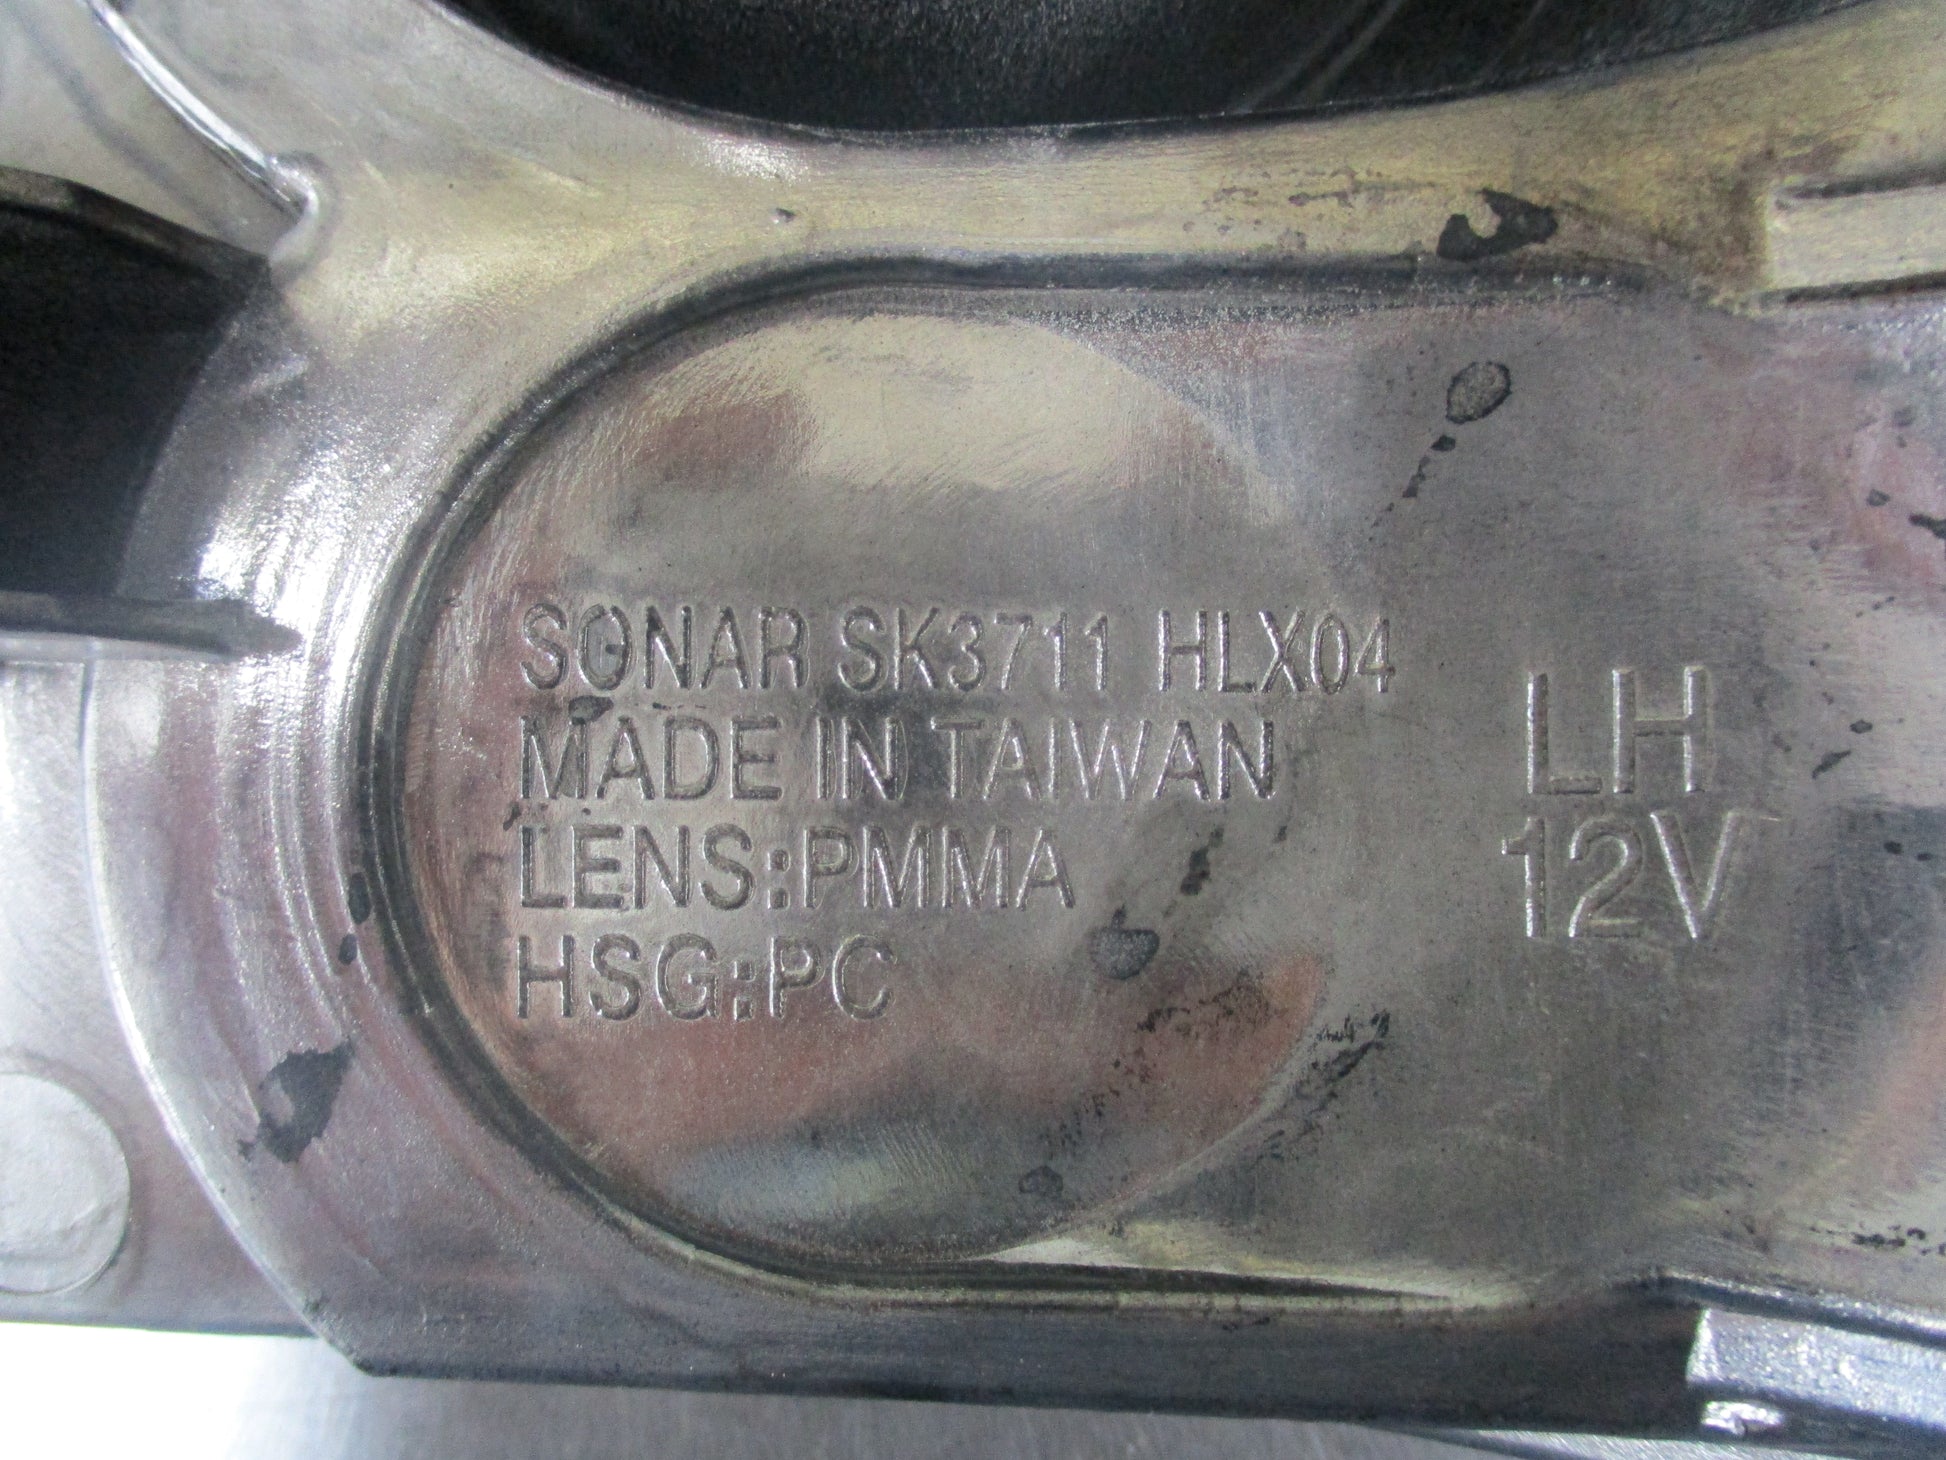 SONAR SK3711 HLX04
MADE IN TAIWAN
LENS:PMMA
HSG:PC
LH
12V